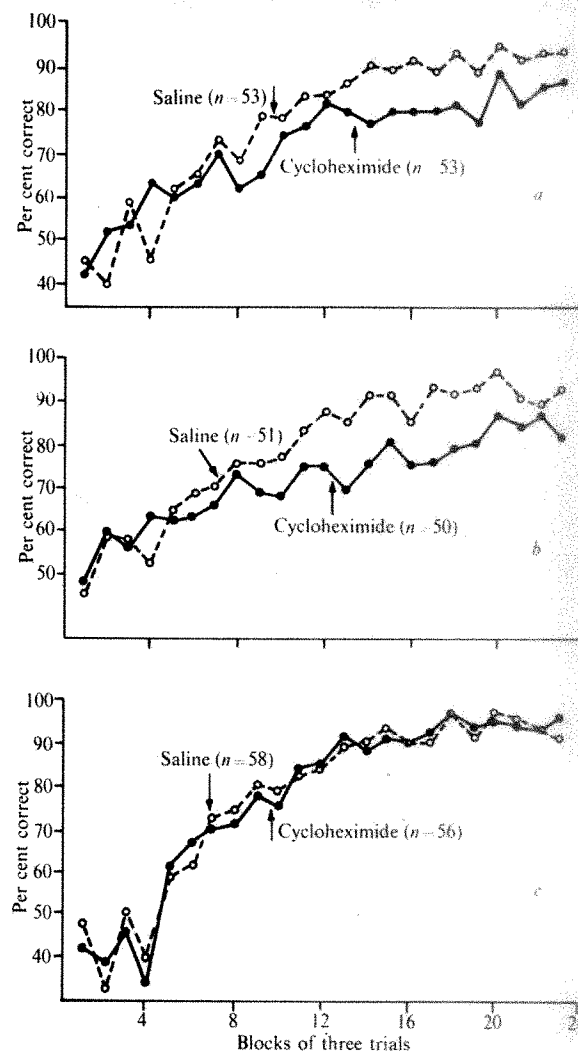 100
90
80
70
60
50
40
Per cent correct
Saline (n=53)
Cycloheximide (n 53)
a
100
90
80
70
60
50
Per cent correct
Saline (n-51)
Cycloheximide (n-50)
b
100
90
80
70
60
50
40
Per cent correct
Saline (n=58)
Cycloheximide (n=56)
c
4 8 12 16 20 2
Blocks of three trials